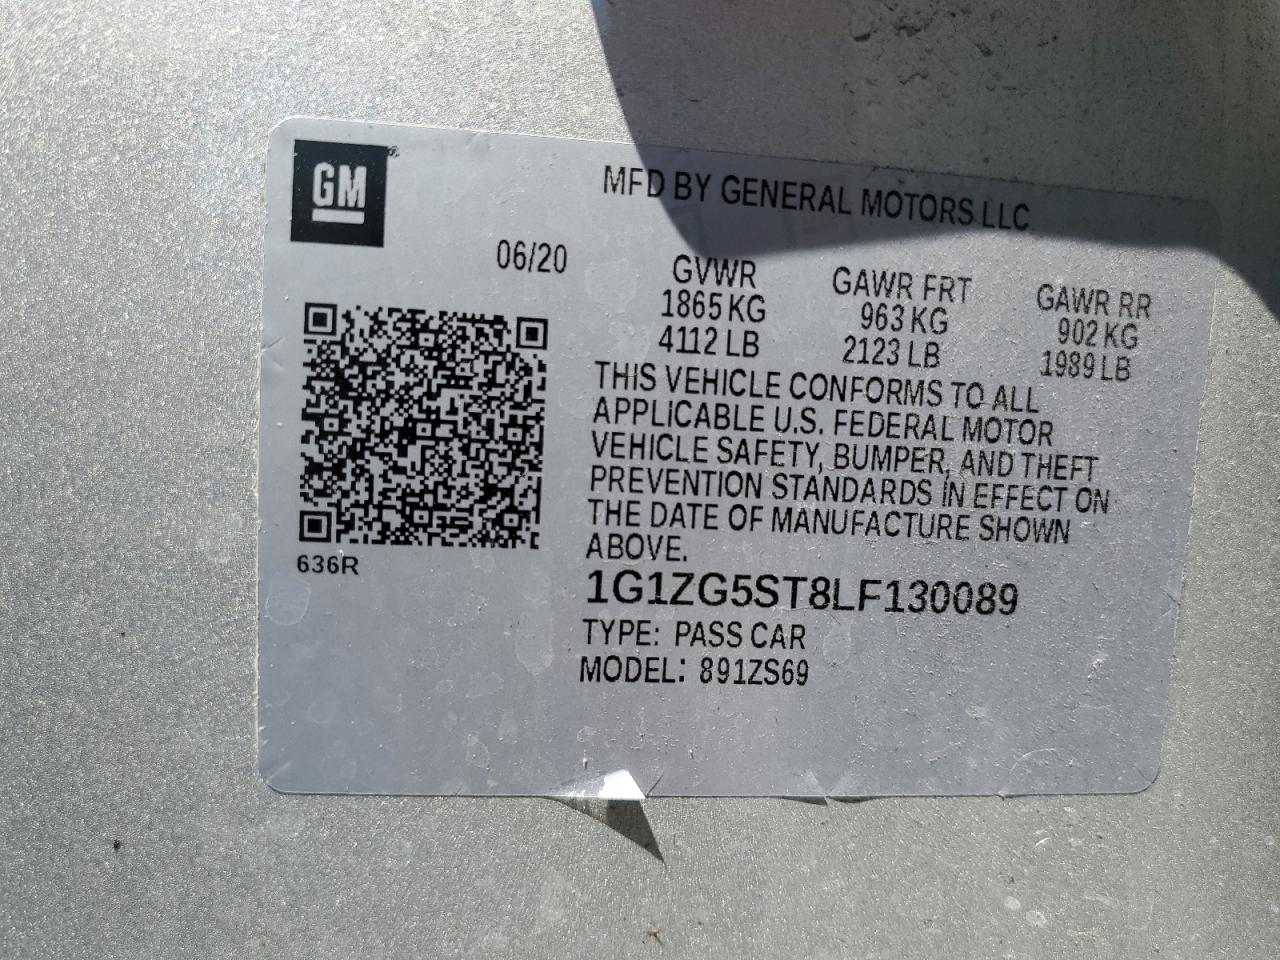 GM
MFD BY GENERAL MOTORS LLC
06/20
GVWR GAWR FRT GAWR RR
1865 KG 963 KG 902 KG
4112 LB 2123 LB 1989 LB
THIS VEHICLE CONFORMS TO ALL
APPLICABLE U.S. FEDERAL MOTOR
VEHICLE SAFETY, BUMPER, AND THEFT
PREVENTION STANDARDS IN EFFECT ON
THE DATE OF MANUFACTURE SHOWN
ABOVE.
636R
1G1ZG5ST8LF130089
TYPE: PASS CAR
MODEL: 891ZS69